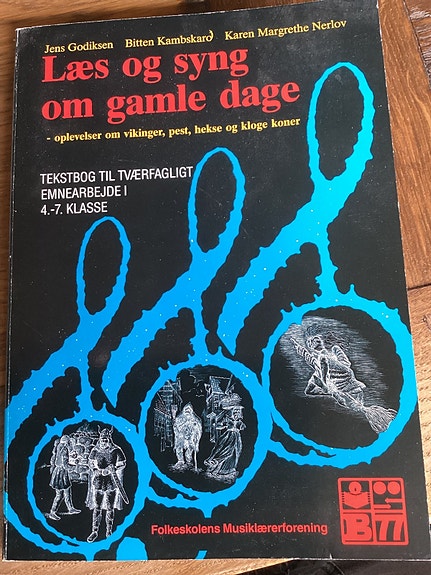 Jens Godiksen Bitten Kambskard Karen Margrethe Nerlov
Læs og syng
om gamle dage
- oplevelser om vikinger, pest, hekse og kloge koner
TEKSTBOG TIL TVÆRFAGLIGT
EMNEARBEJDE I
4.-7. KLASSE
Folkeskolens Musiklærerforening
B77